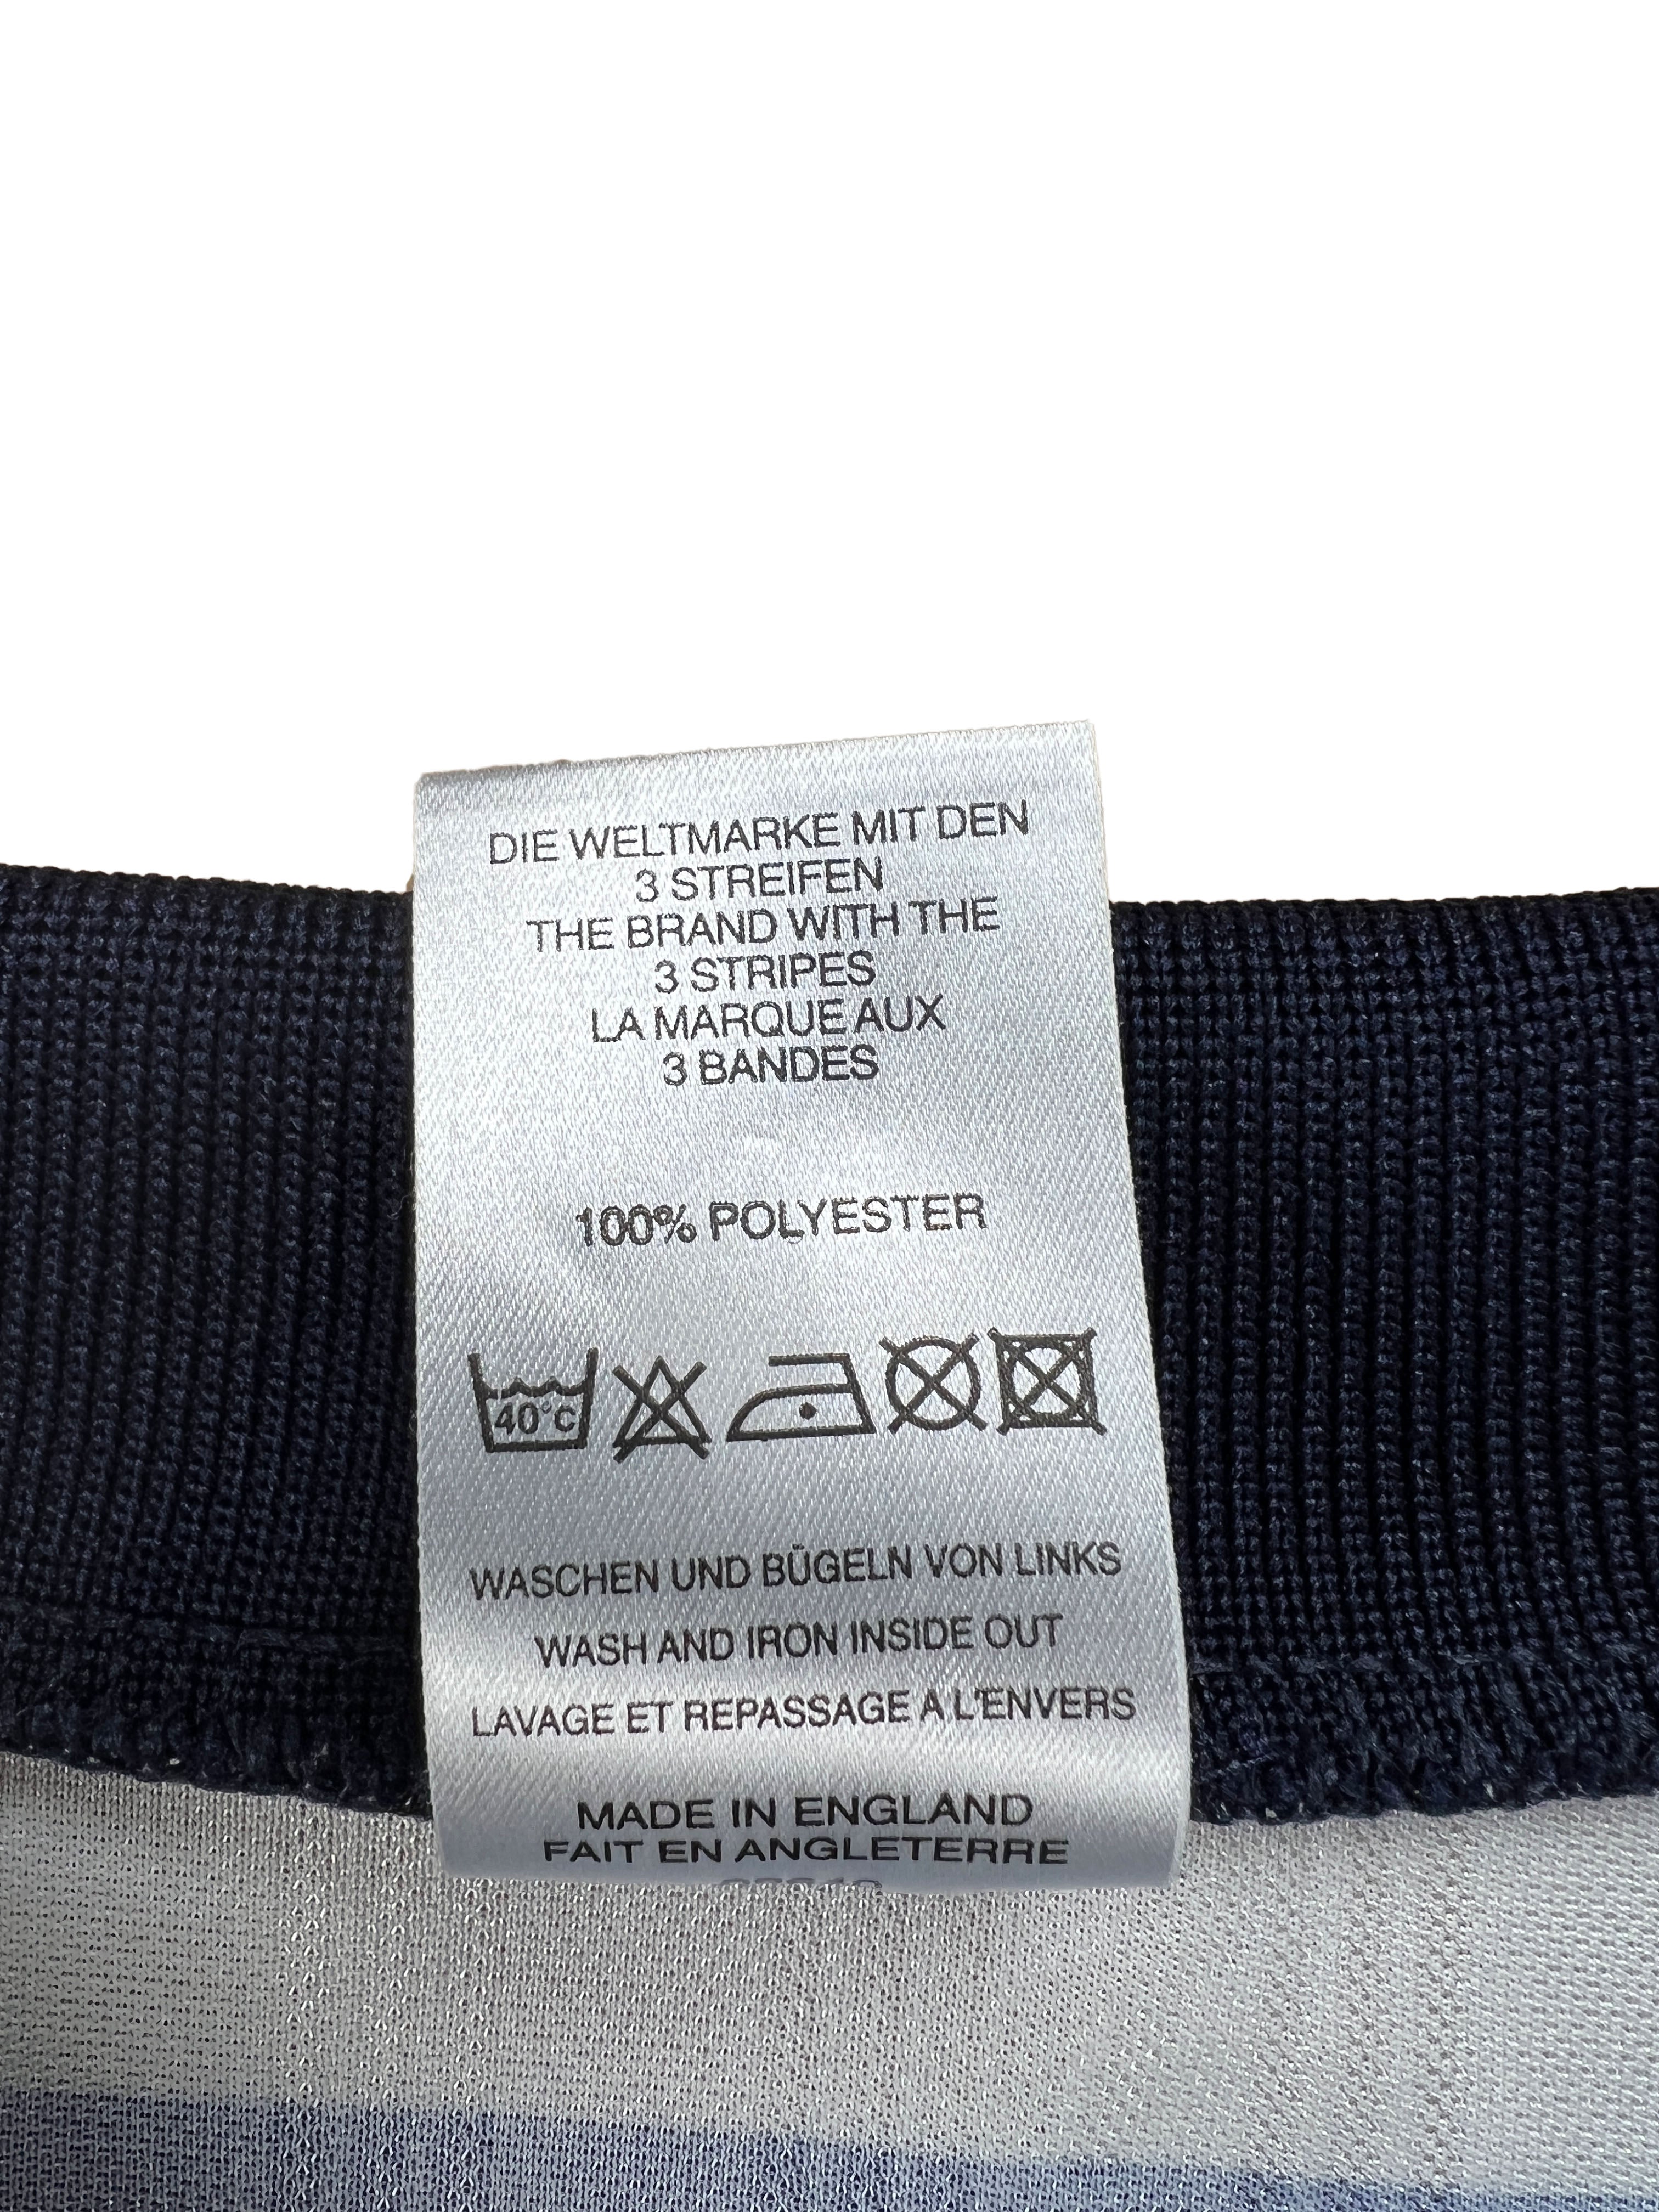 DIE WELTMARKE MIT DEN
3 STREIFEN
THE BRAND WITH THE
3 STRIPES
LA MARQUE AUX
3 BANDES
100% POLYESTER
40°C
WASCHEN UND BÜGELN VON LINKS
WASH AND IRON INSIDE OUT
LAVAGE ET REPASSAGE A L'ENVERS
MADE IN ENGLAND
FAIT EN ANGLETERRE